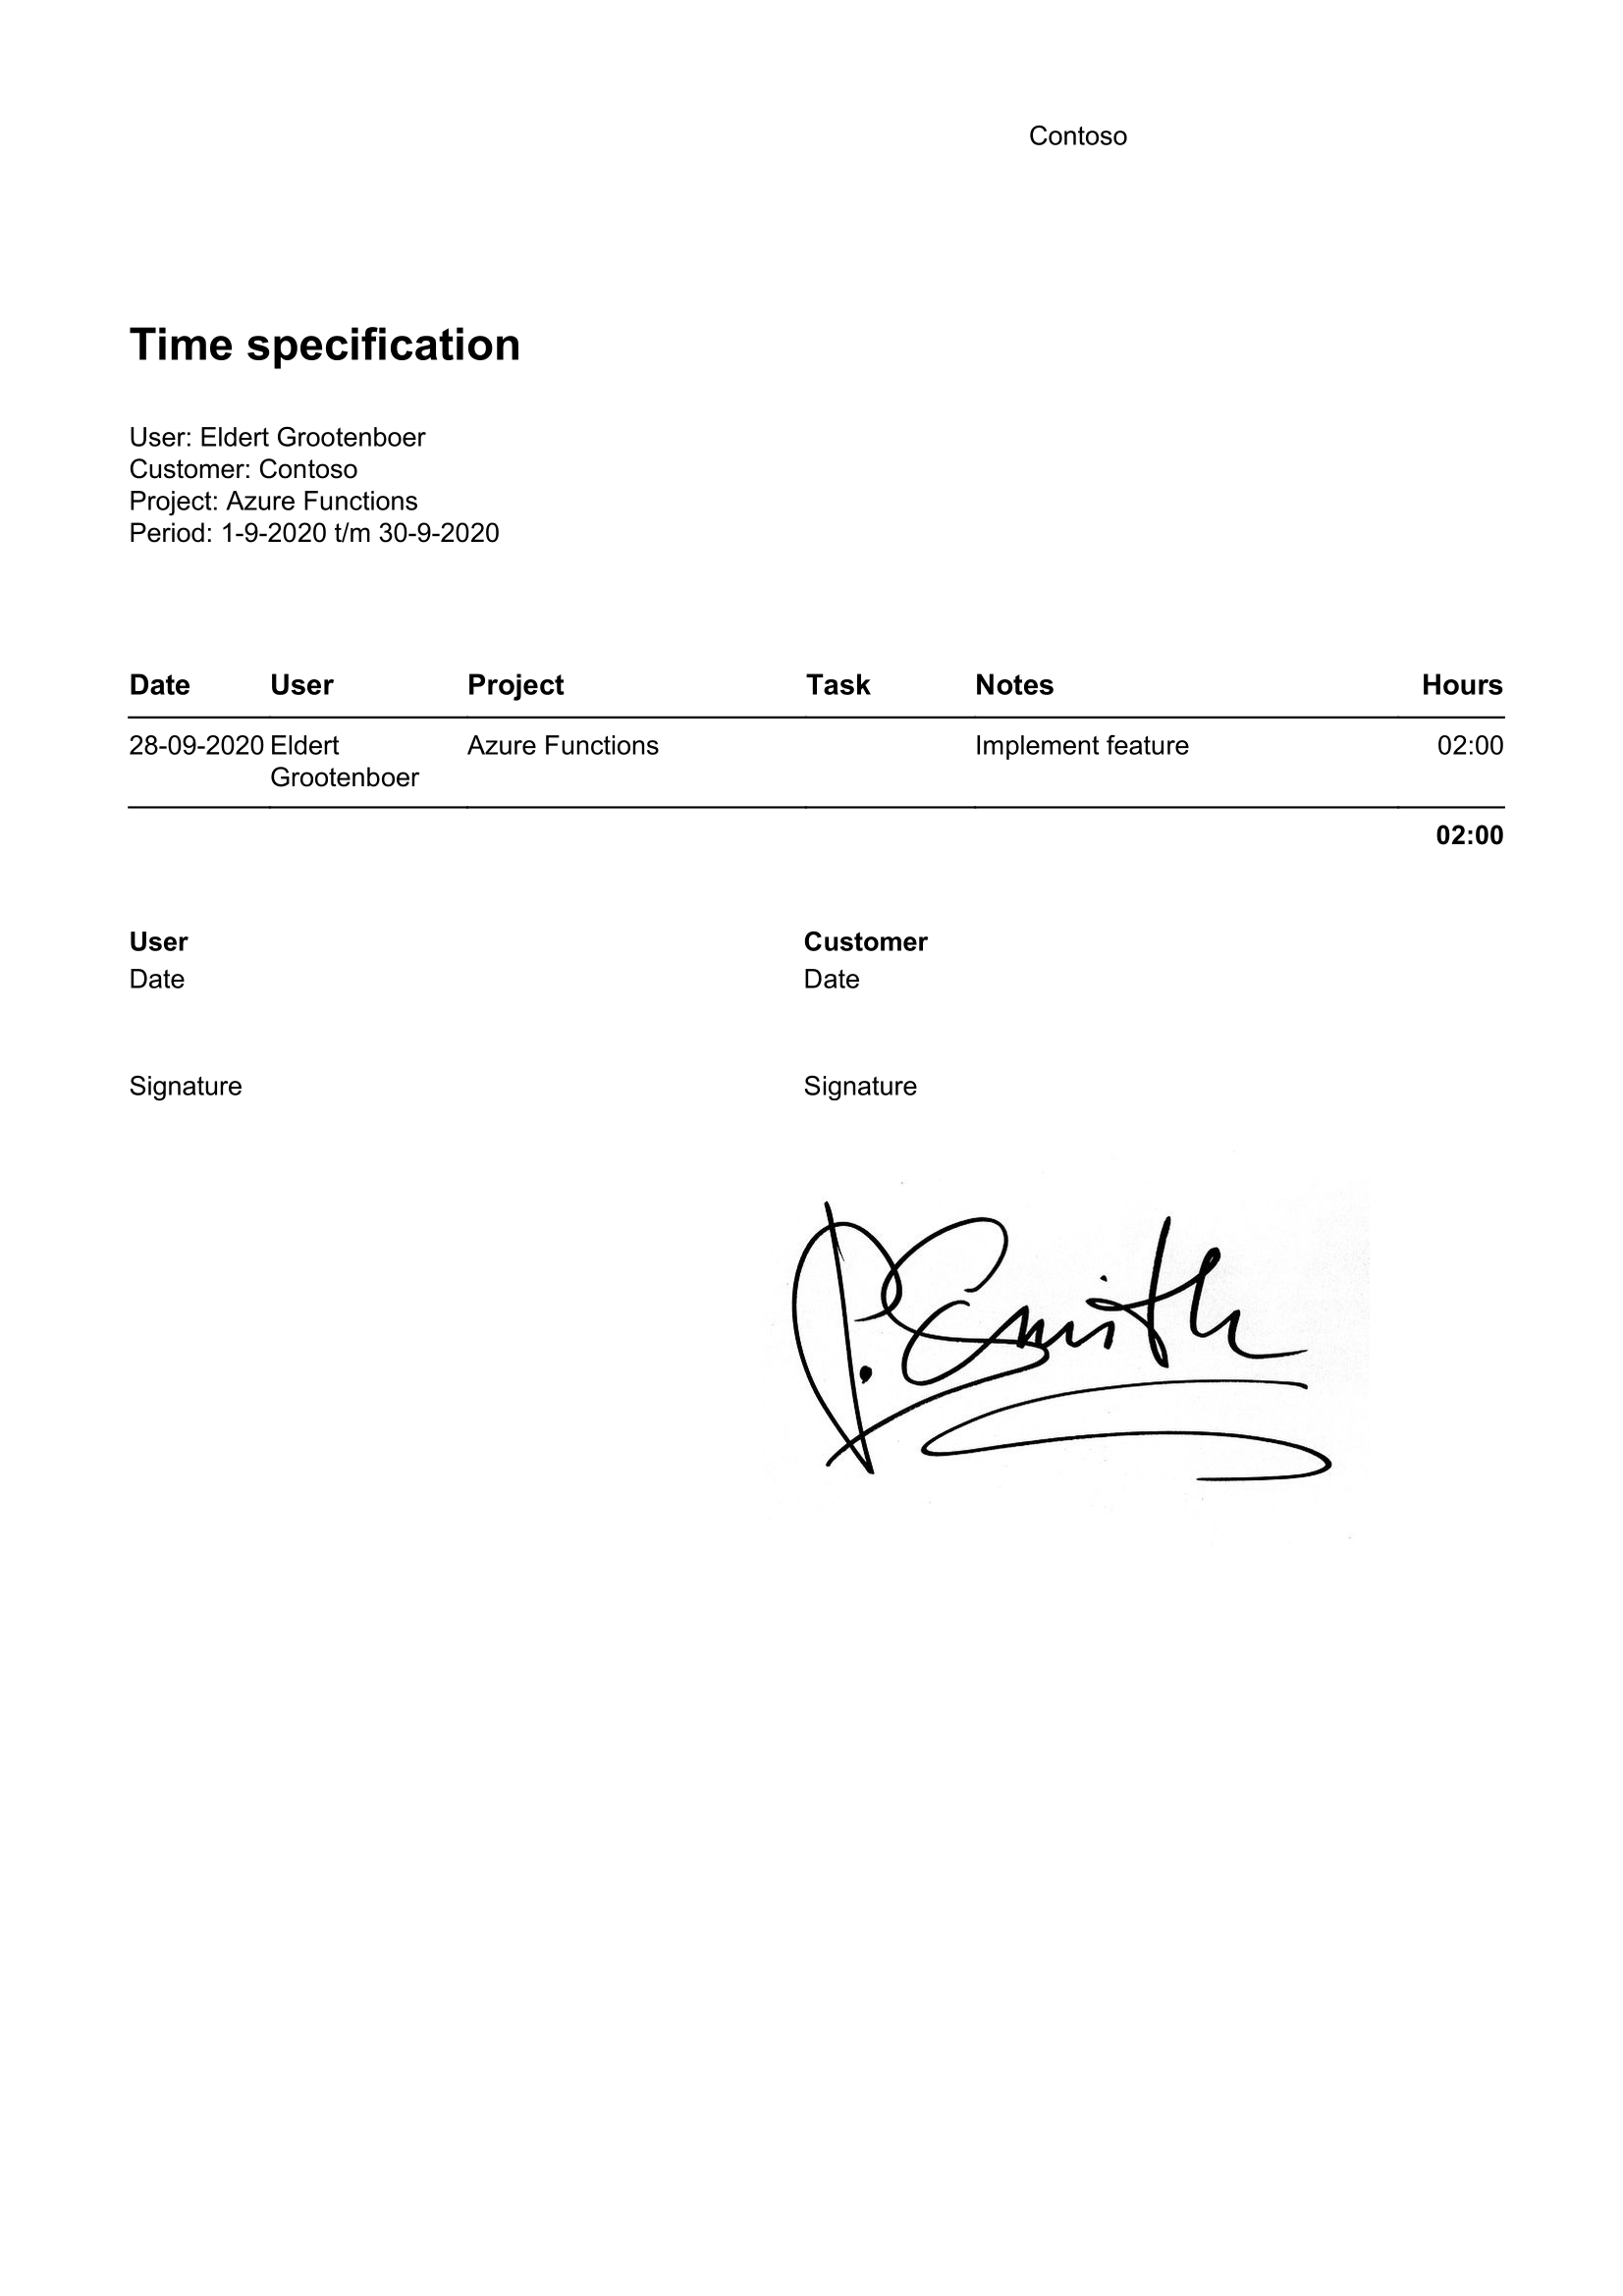 Contoso
Time specification
User: Eldert Grootenboer
Customer: Contoso
Project: Azure Functions
Period: 1-9-2020 t/m 30-9-2020
Date User Project Task Notes Hours
28-09-2020 Eldert Azure Functions Implement feature 02:00
Grootenboer
02:00
User Customer
Date Date
Signature Signature
Smith